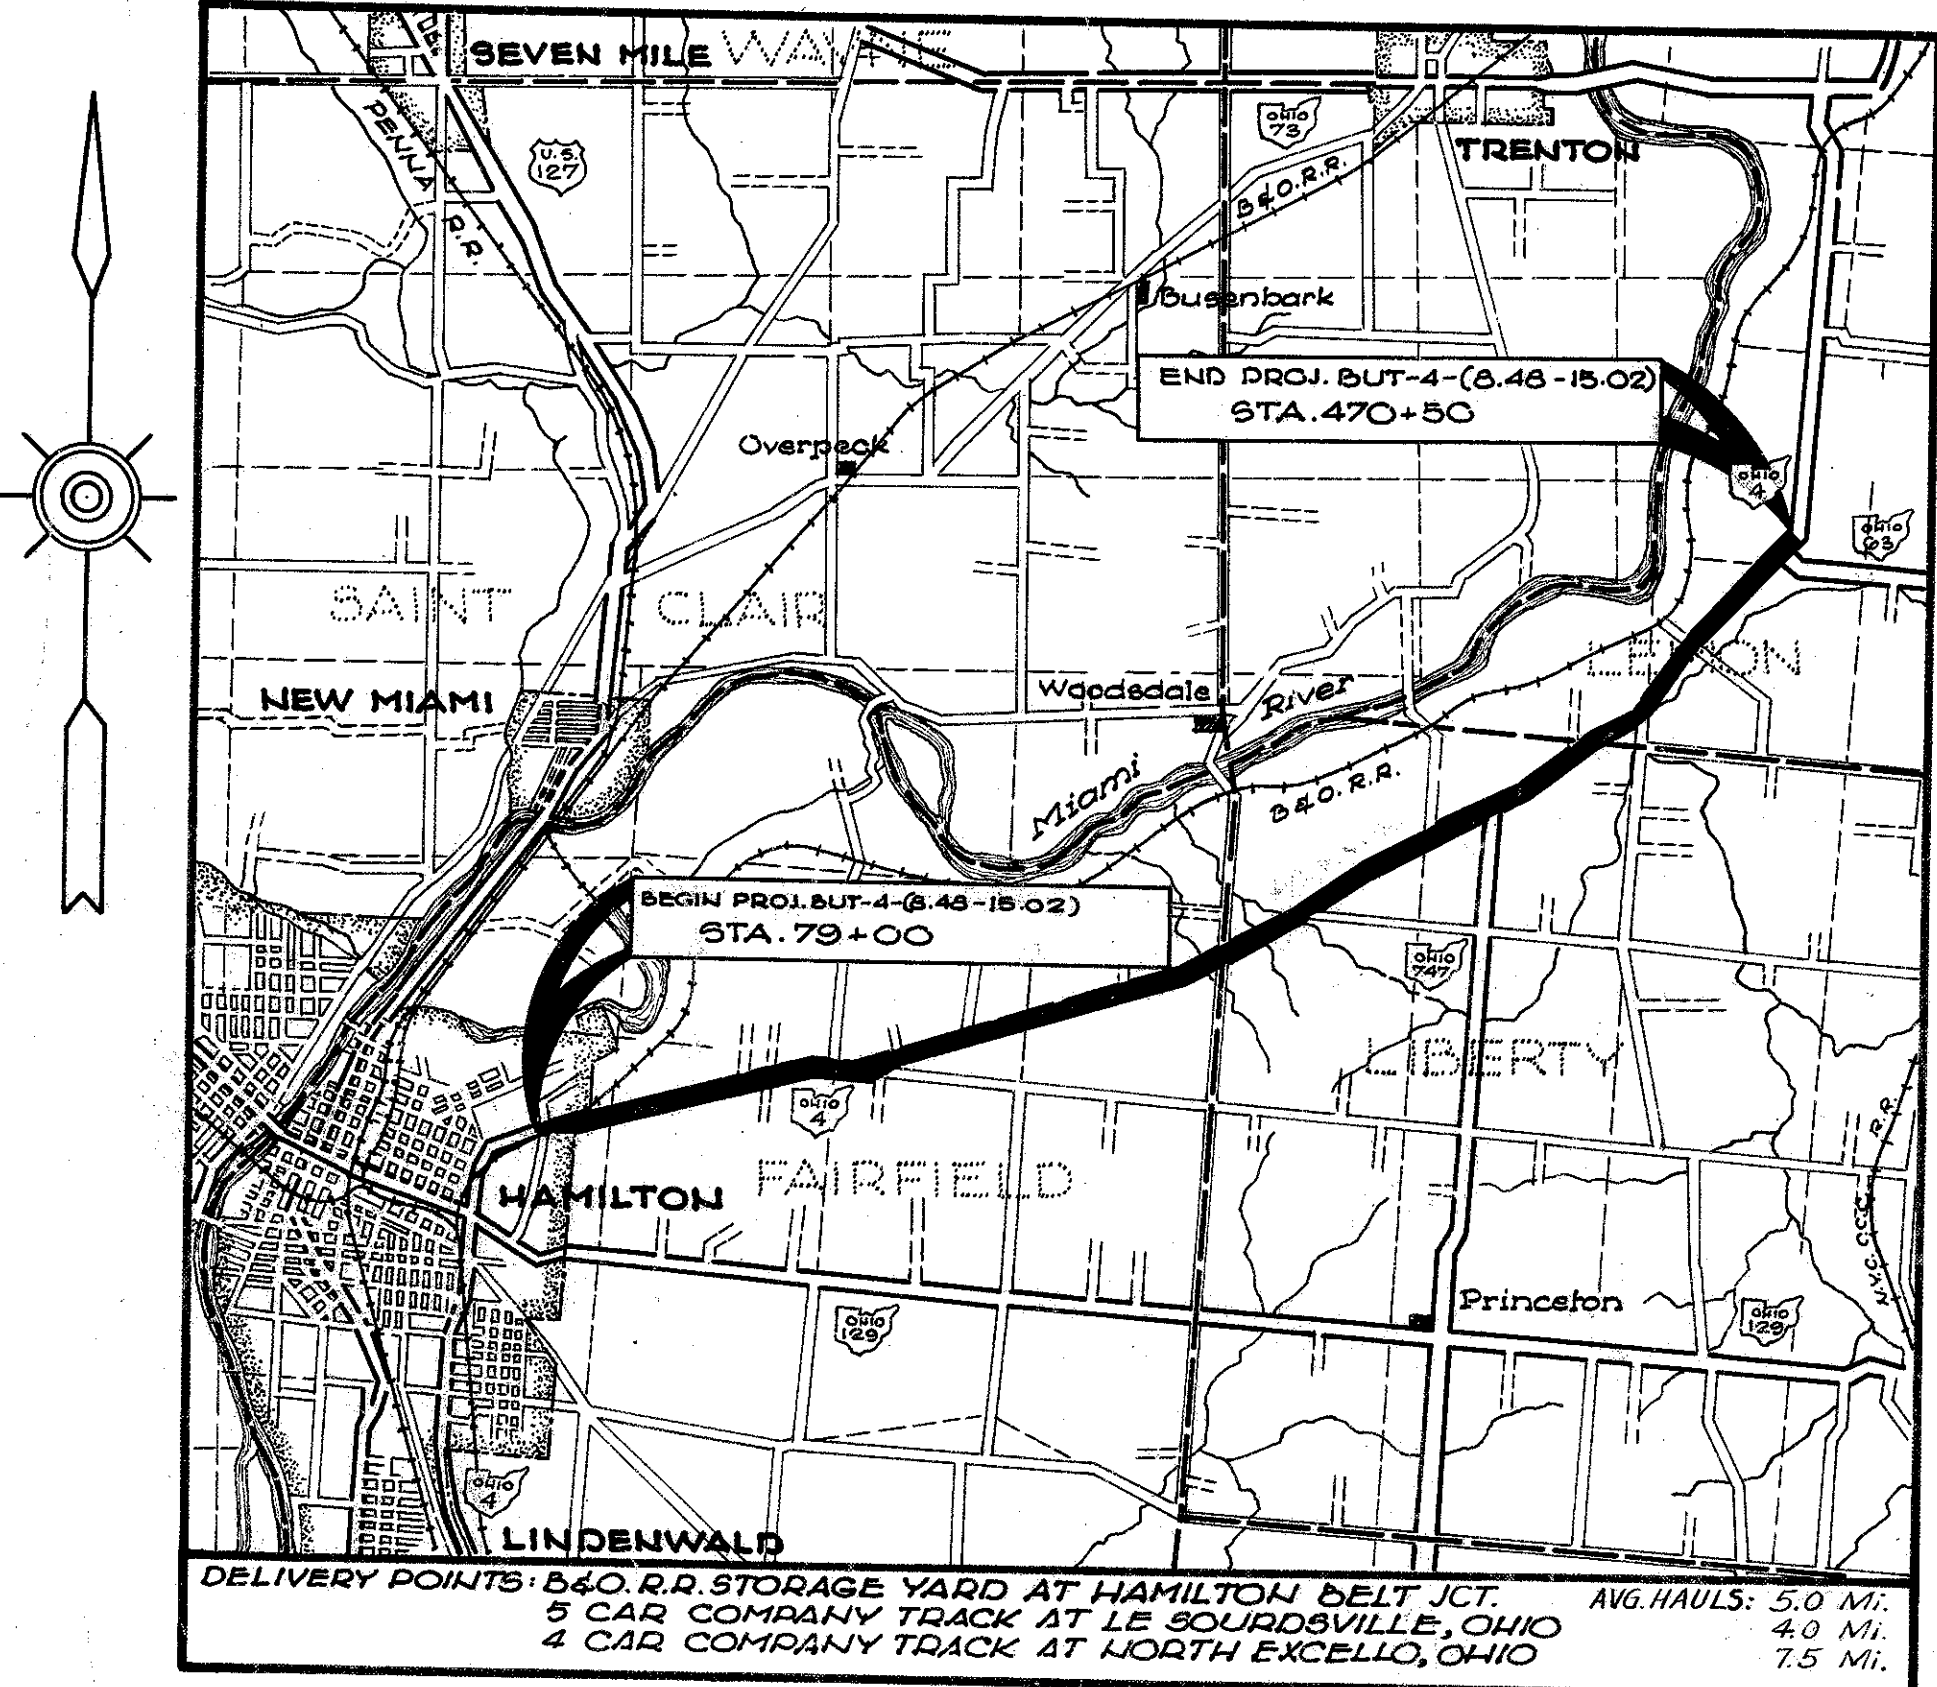 SEVEN MILE
WAYNE
PENNA R.R.
U.S. 127
OHIO 73
TRENTON
B&O.R.R.
Busenbark
END PROJ. BUT-4-(8.48-15.02)
STA. 470+50
Overpeck
OHIO 4
OHIO 63
SAINT CLAIR
LEMON
NEW MIAMI
Woodsdale
Miami River
B&O. R.R.
BEGIN PROJ. BUT-4-(8.48-15.02)
STA. 79+00
OHIO 747
LIBERTY
OHIO 4
R.R.
FAIRFIELD
HAMILTON
Princeton
OHIO 129
OHIO 129
OHIO 4
LINDENWALD
DELIVERY POINTS: B&O. R.R. STORAGE YARD AT HAMILTON BELT JCT. AVG. HAULS: 5.0 Mi.
5 CAR COMPANY TRACK AT LE SOURDSVILLE, OHIO 4.0 Mi.
4 CAR COMPANY TRACK AT NORTH EXCELLO, OHIO 7.5 Mi.